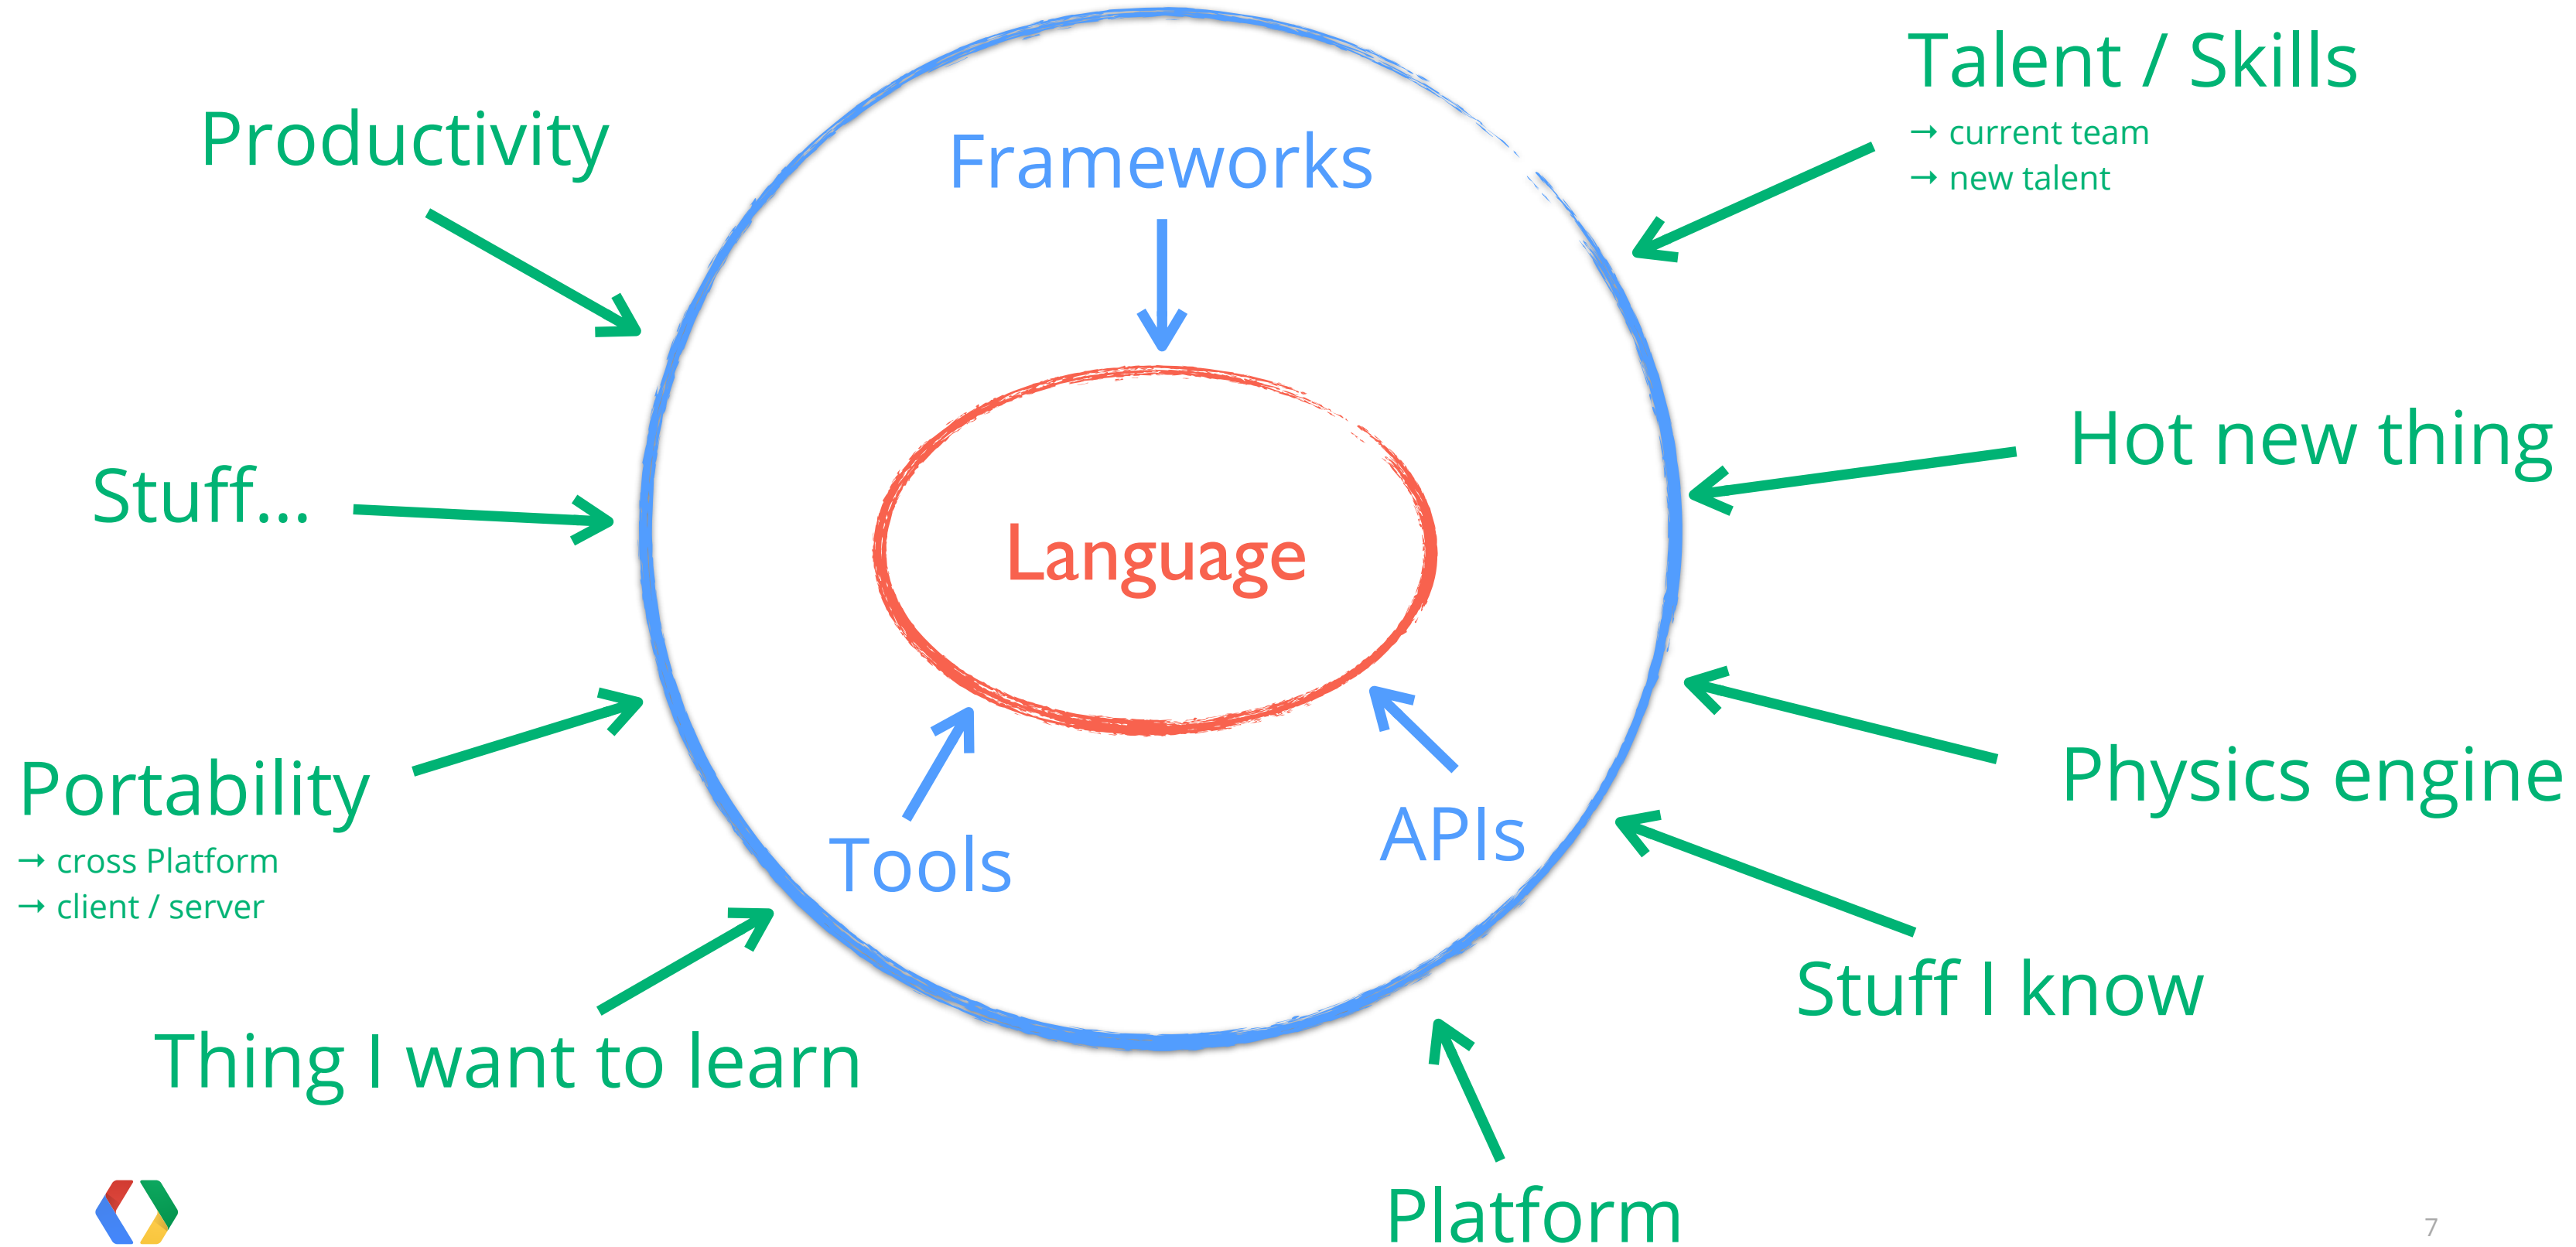 Talent / Skills
→ current team
→ new talent
Productivity
Frameworks
Hot new thing
Stuff...
Language
Physics engine
Portability
→ cross Platform
→ client / server
APIs
Tools
Stuff I know
Thing I want to learn
Platform
7